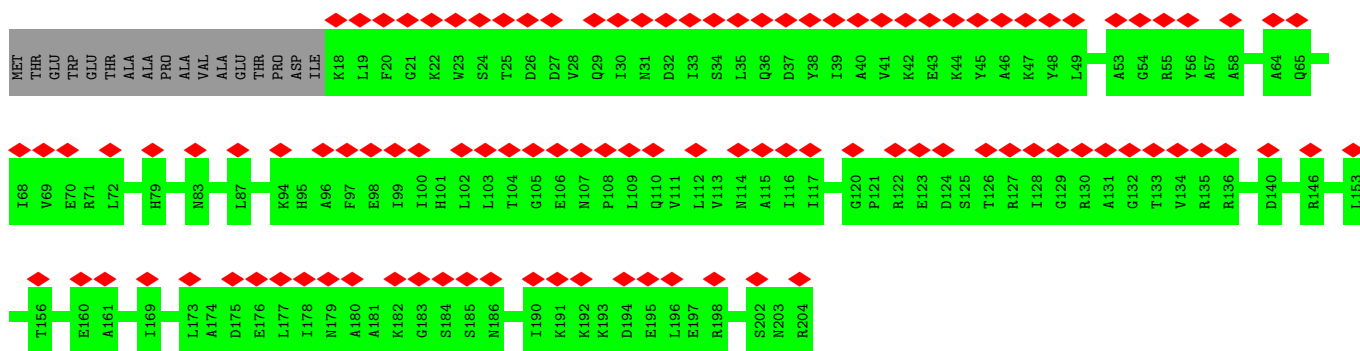 MET THR GLU TRP GLU THR ALA ALA PRO ALA VAL ALA GLU THR PRO ASP ILE K18 L19 F20 G21 K22 W23 S24 T25 D26 D27 V28 Q29 I30 N31 D32 I33 S34 L35 Q36 D37 Y38 I39 A40 V41 K42 E43 K44 Y45 A46 K47 Y48 L49 A53 G54 R55 Y56 A57 A58 A64 Q65
I68 V69 E70 R71 L72 H79 N83 L87 K94 H95 A96 F97 E98 I99 I100 H101 L102 L103 T104 G105 E106 N107 P108 L109 Q110 V111 L112 V113 N114 A115 I116 I117 G120 P121 R122 E123 D124 S125 T126 R127 I128 G129 R130 A131 G132 T133 V134 R135 R136 D140 R146 L153
T156 E160 A161 I169 L173 A174 D175 E176 L177 I178 N179 A180 A181 K182 G183 S184 S185 N186 I190 K191 K192 K193 D194 E195 L196 E197 R198 S202 N203 R204